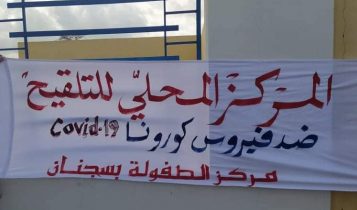 المركز المحلي للتلقيح
ضد فيروس كورونا Covid-19
مركز الطفولة بسجنان